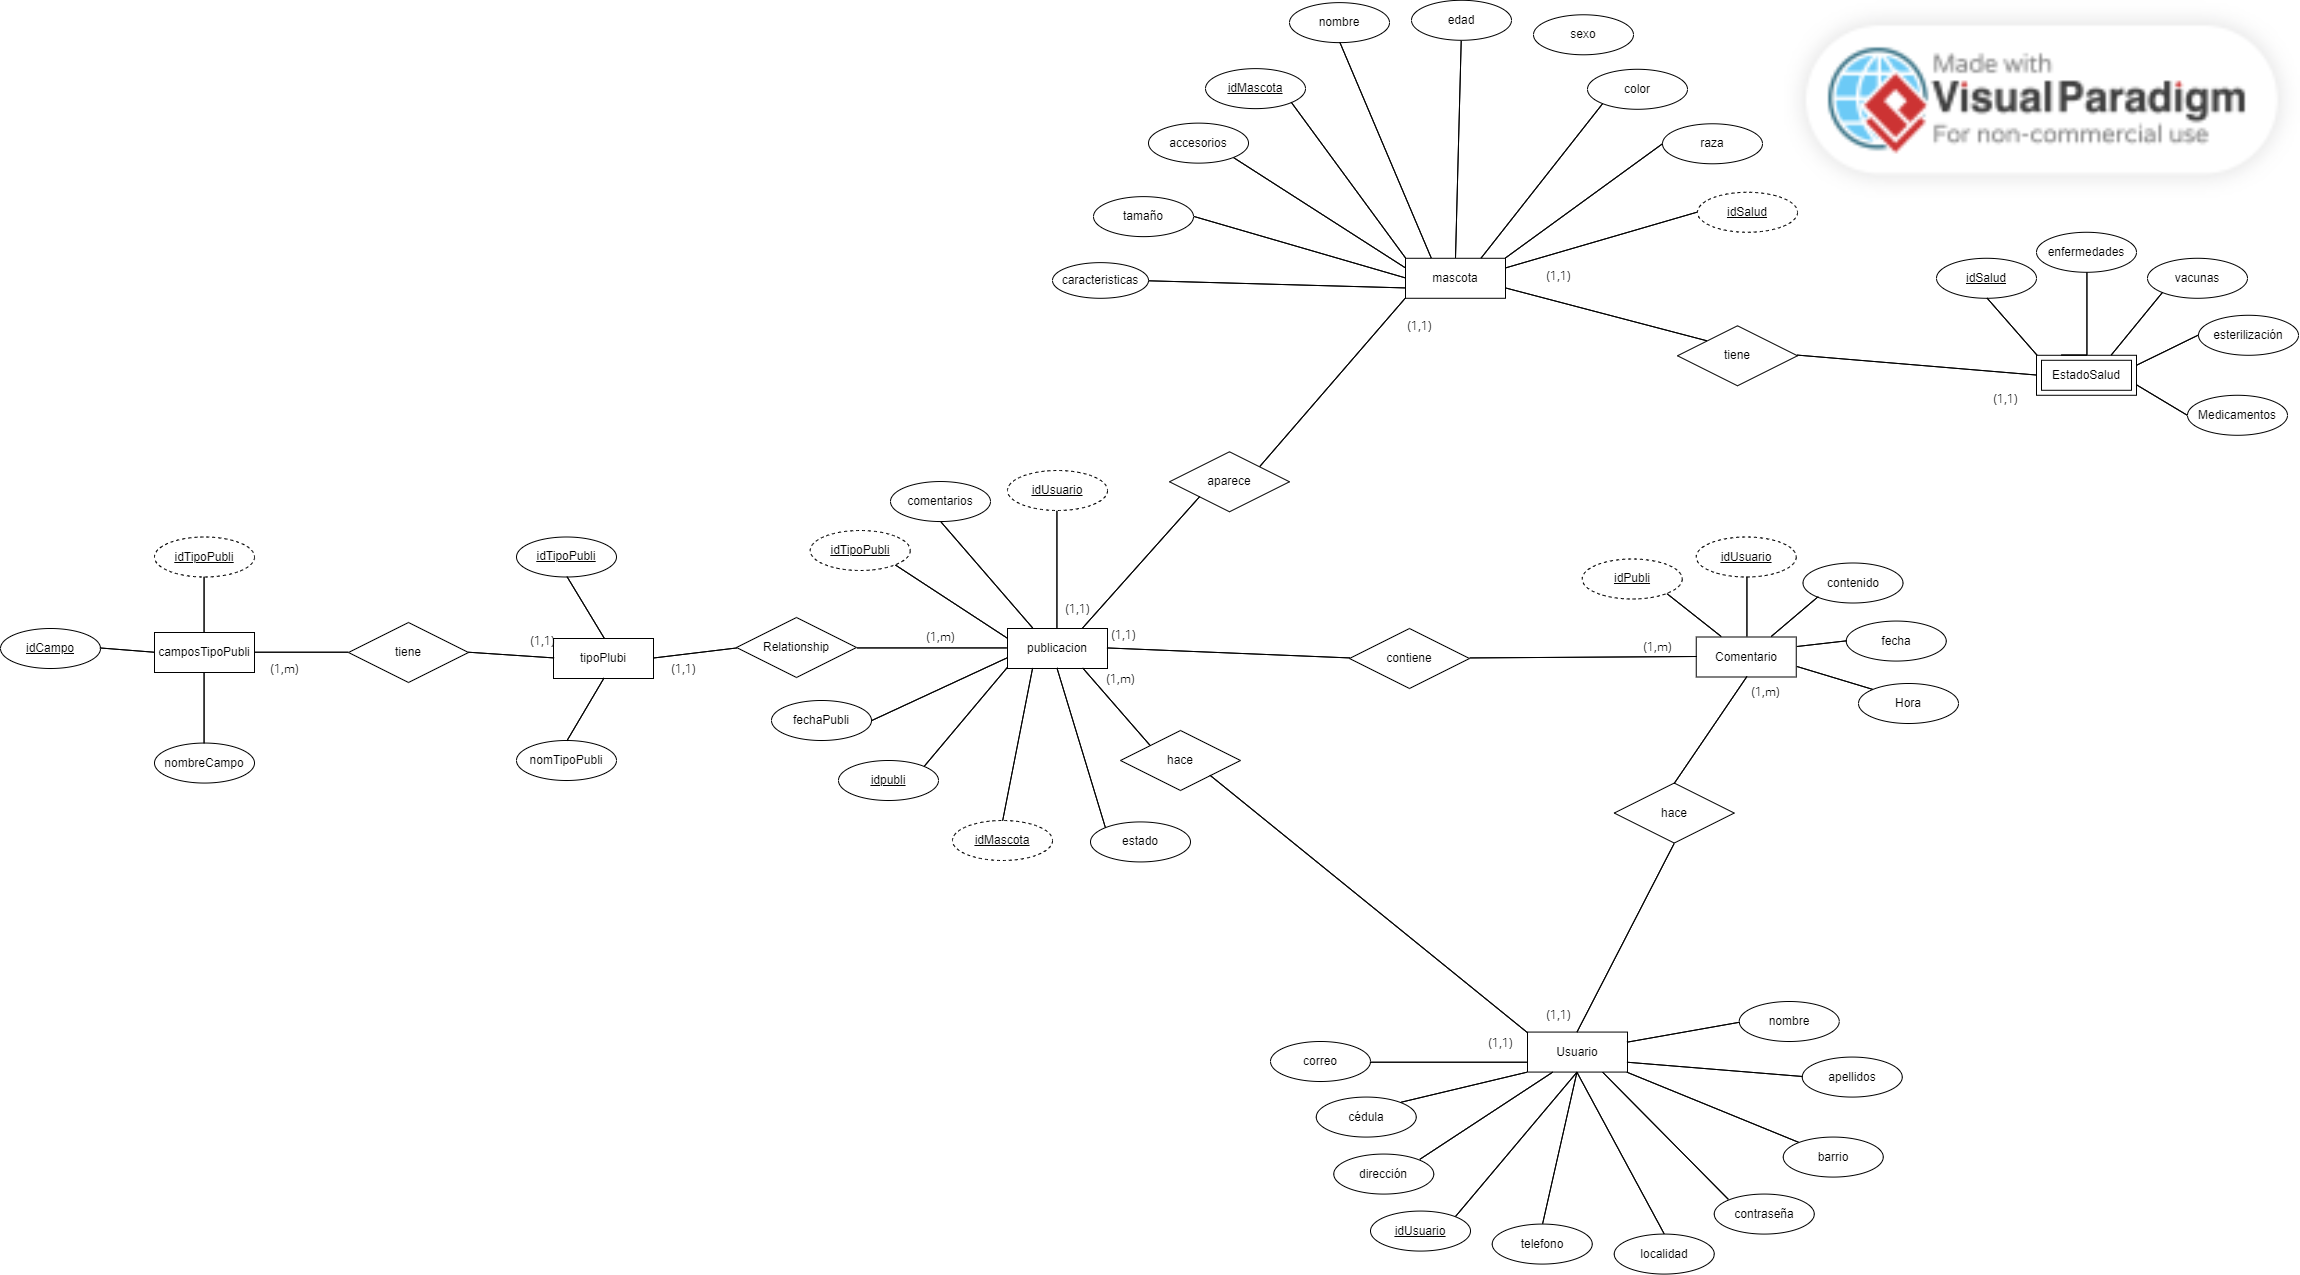 nombre
edad
sexo
idMascota
color
accesorios
raza
tamaño
idSalud
caracteristicas
mascota
(1,1)
(1,1)
Made with
Visual Paradigm
For non-commercial use
tiene
idSalud
enfermedades
vacunas
esterilización
EstadoSalud
(1,1)
Medicamentos
aparece
comentarios
idUsuario
idTipoPubli
idTipoPubli
idTipoPubli
idCampo
camposTipoPubli
(1,m)
tiene
(1,1)
tipoPlubi
(1,1)
Relationship
(1,m)
publicacion
(1,1)
(1,1)
(1,m)
nombreCampo
nomTipoPubli
fechaPubli
idpubli
idMascota
estado
hace
contiene
(1,m)
Comentario
(1,m)
idPubli
idUsuario
contenido
fecha
Hora
hace
(1,1)
(1,1)
Usuario
nombre
apellidos
barrio
contraseña
localidad
telefono
idUsuario
dirección
cédula
correo